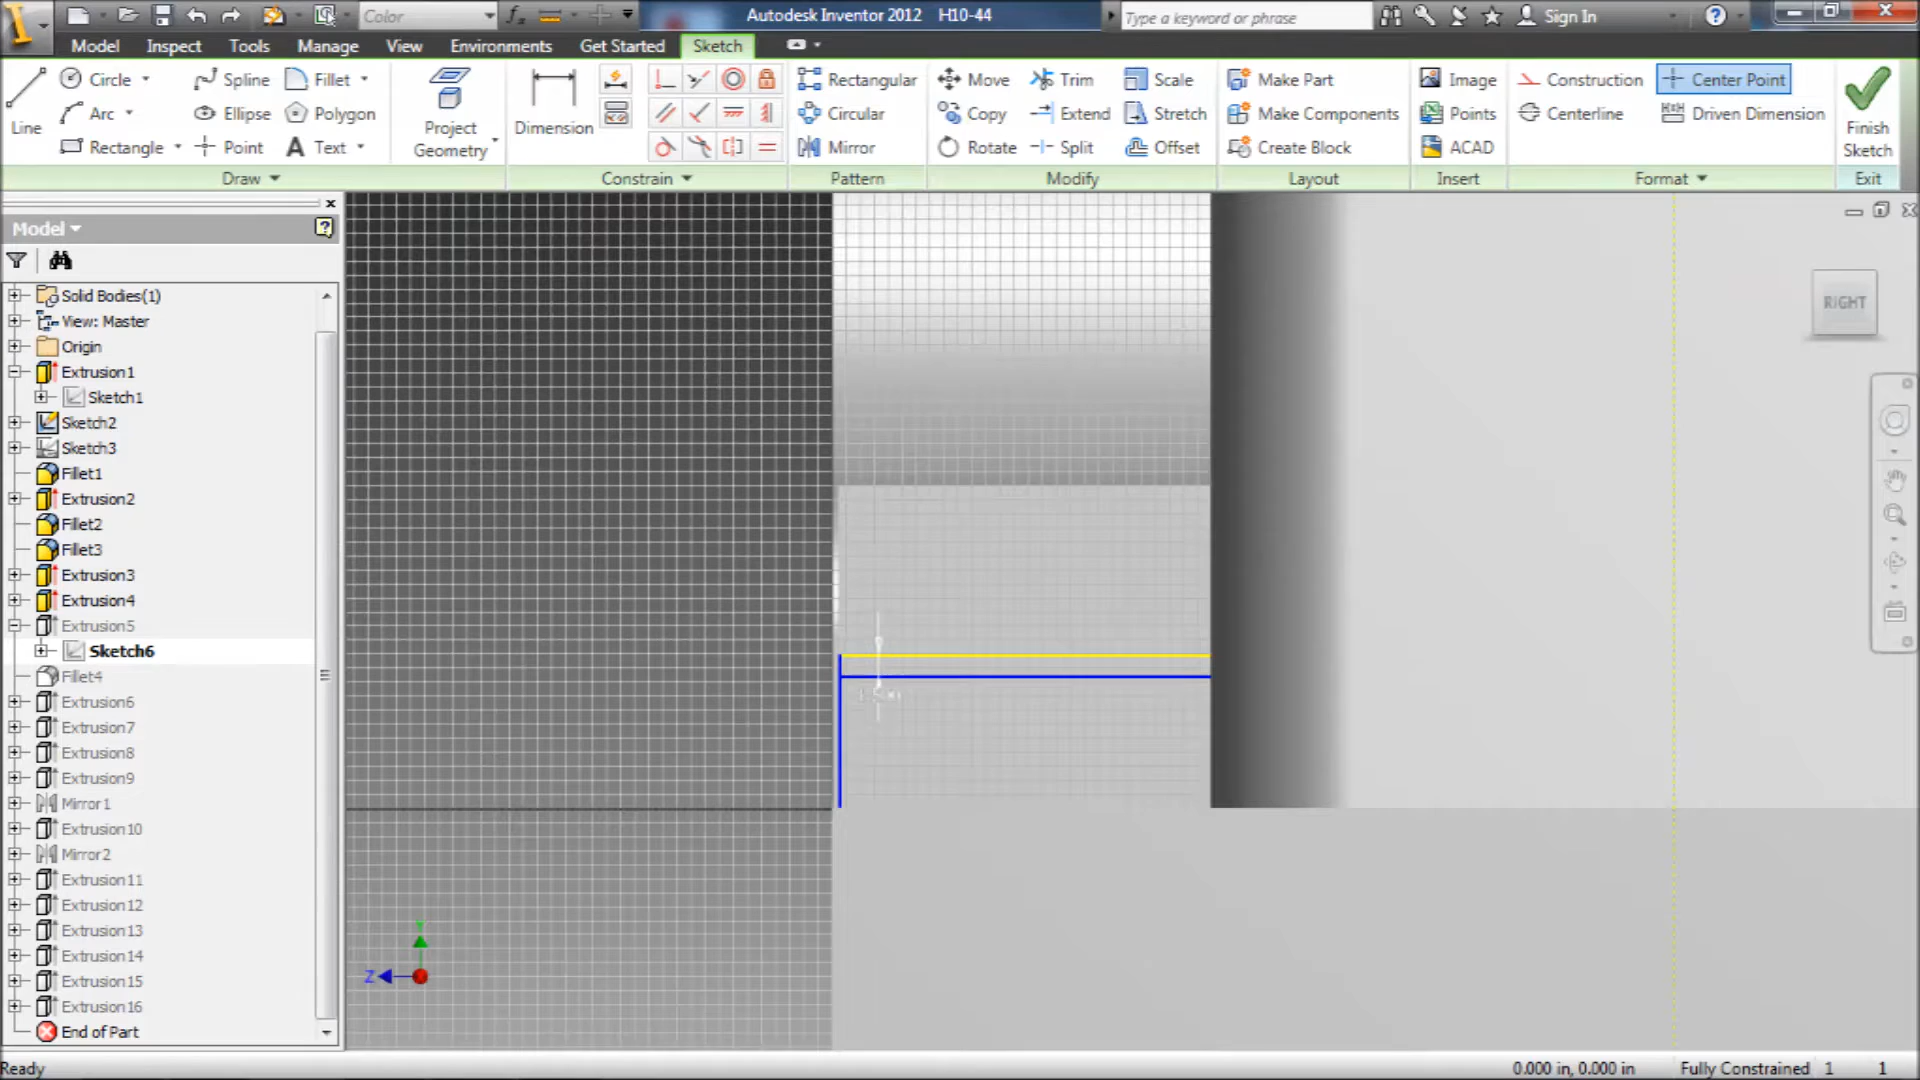 Color
Autodesk Inventor 2012 H10-44
Type a keyword or phrase
Sign In
Model Inspect Tools Manage View Environments Get Started Sketch
Line
Circle
Arc
Rectangle
Spline
Ellipse
Point
Fillet
Polygon
Text
Draw
Project Geometry
Dimension
Constrain
Rectangular
Circular
Mirror
Pattern
Move
Copy
Rotate
Trim
Extend
Split
Scale
Stretch
Offset
Modify
Make Part
Make Components
Create Block
Layout
Image
Points
ACAD
Insert
Construction
Centerline
Center Point
Driven Dimension
Format
Finish Sketch
Exit
Model
Solid Bodies(1)
View: Master
Origin
Extrusion1
Sketch1
Sketch2
Sketch3
Fillet1
Extrusion2
Fillet2
Fillet3
Extrusion3
Extrusion4
Extrusion5
Sketch6
Fillet4
Extrusion6
Extrusion7
Extrusion8
Extrusion9
Mirror1
Extrusion10
Mirror2
Extrusion11
Extrusion12
Extrusion13
Extrusion14
Extrusion15
Extrusion16
End of Part
RIGHT
Z
Ready
0.000 in, 0.000 in Fully Constrained 1 1